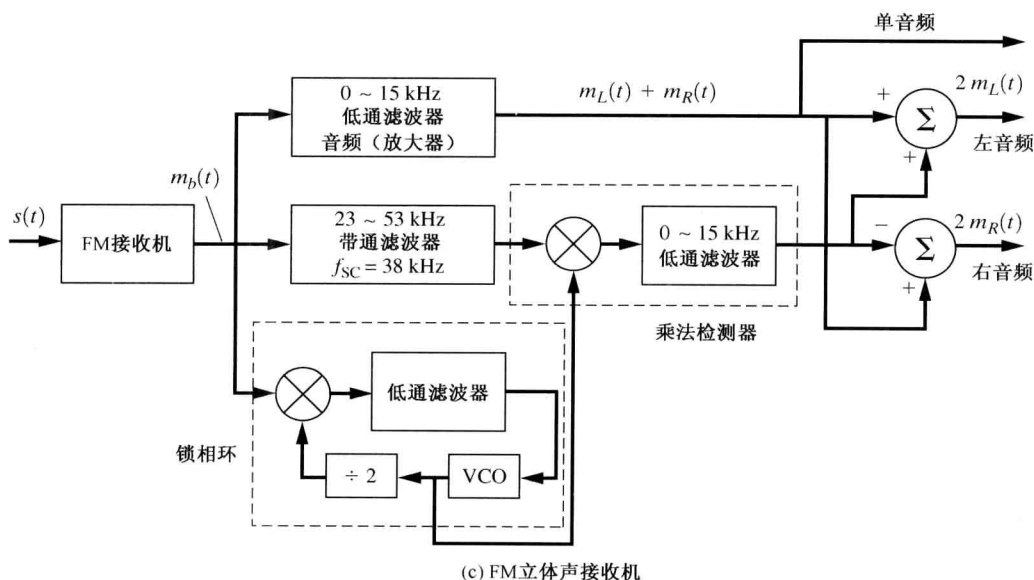 单音频
0 ~ 15 kHz
低通滤波器
音频（放大器）
m_L(t) + m_R(t)
+
Σ
2 m_L(t)
左音频
+
s(t)
FM接收机
m_b(t)
23 ~ 53 kHz
带通滤波器
f_SC = 38 kHz
0 ~ 15 kHz
低通滤波器
−
Σ
2 m_R(t)
右音频
+
乘法检测器
低通滤波器
锁相环
÷ 2
VCO
(c) FM立体声接收机